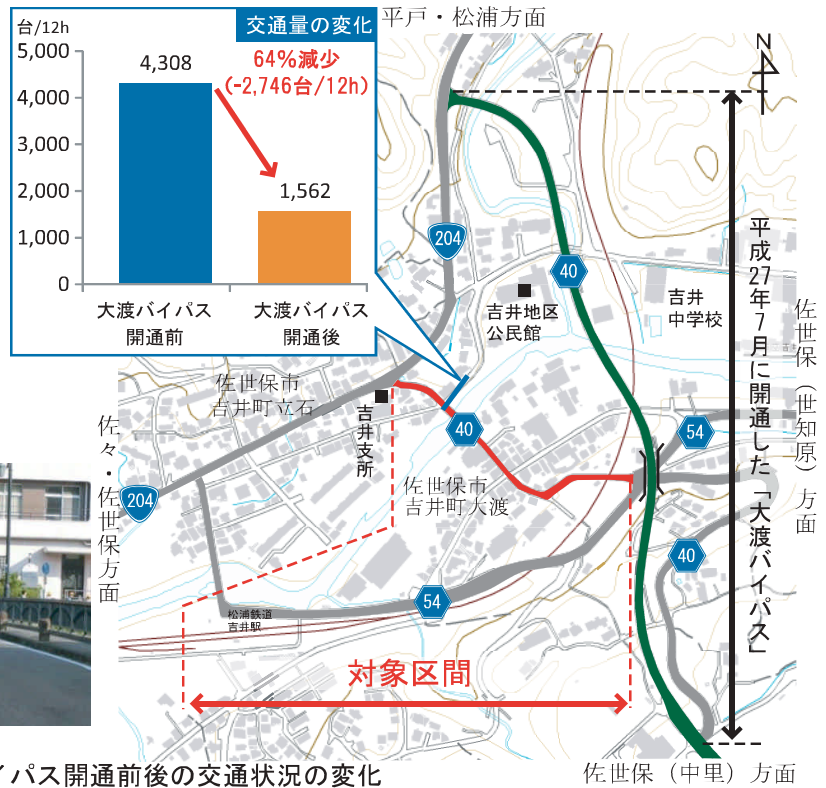 台/12h
交通量の変化
5,000
4,000
3,000
2,000
1,000
0
4,308
1,562
64%減少
(-2,746台/12h)
大渡バイパス
開通前
大渡バイパス
開通後
平戸・松浦方面
N
204
40
吉井地区
公民館
吉井
中学校
平成27年7月に開通した「大渡バイパス」
佐世保(世知原)方面
佐世保市
吉井町立石
吉井支所
40
54
佐々・佐世保方面
204
佐世保市
吉井町大渡
40
54
松浦鉄道
吉井駅
対象区間
佐世保(中里)方面
イパス開通前後の交通状況の変化